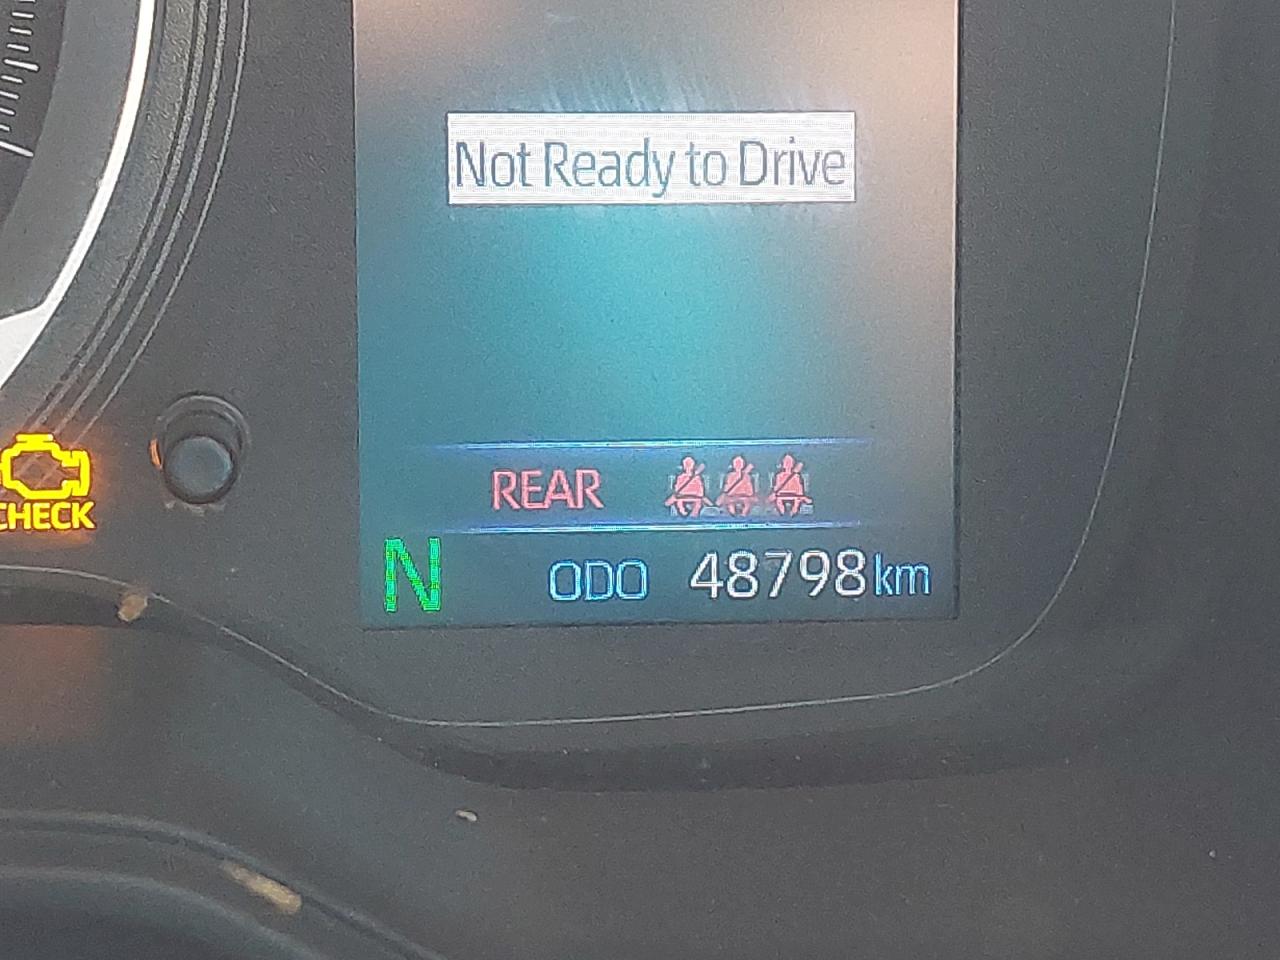 Not Ready to Drive
REAR
CHECK
N ODO 48798 km